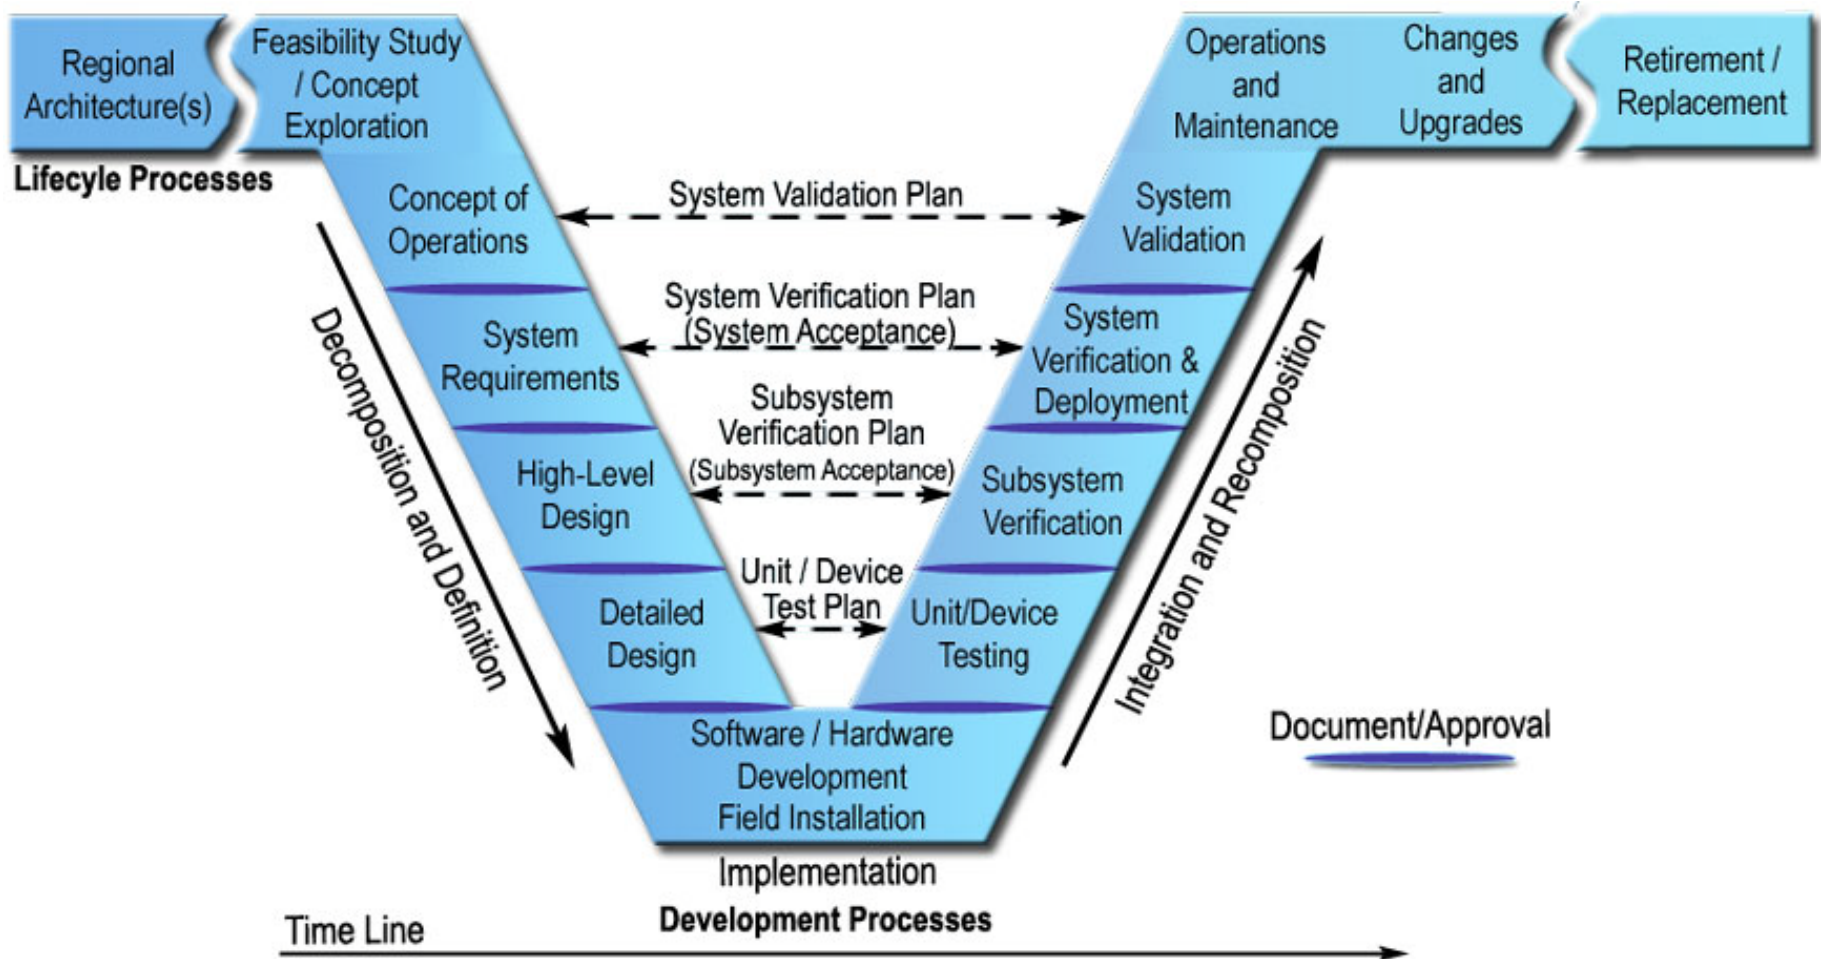 Regional
Architecture(s)
Feasibility Study
/ Concept
Exploration
Operations
and
Maintenance
Changes
and
Upgrades
Retirement /
Replacement
Lifecyle Processes
Concept of
Operations
System Validation Plan
System
Validation
System
Requirements
System Verification Plan
(System Acceptance)
System
Verification &
Deployment
High-Level
Design
Subsystem
Verification Plan
(Subsystem Acceptance)
Subsystem
Verification
Detailed
Design
Unit / Device
Test Plan
Unit/Device
Testing
Decomposition and Definition
Integration and Recomposition
Software / Hardware
Development
Field Installation
Document/Approval
Implementation
Development Processes
Time Line